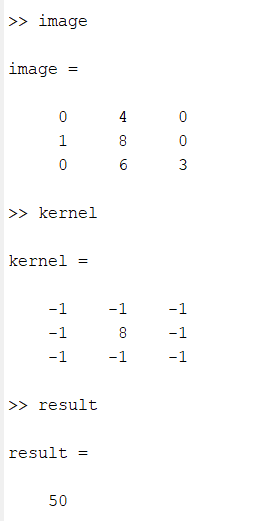 >> image
image =
0 4 0
1 8 0
0 6 3
>> kernel
kernel =
-1 -1 -1
-1 8 -1
-1 -1 -1
>> result
result =
50